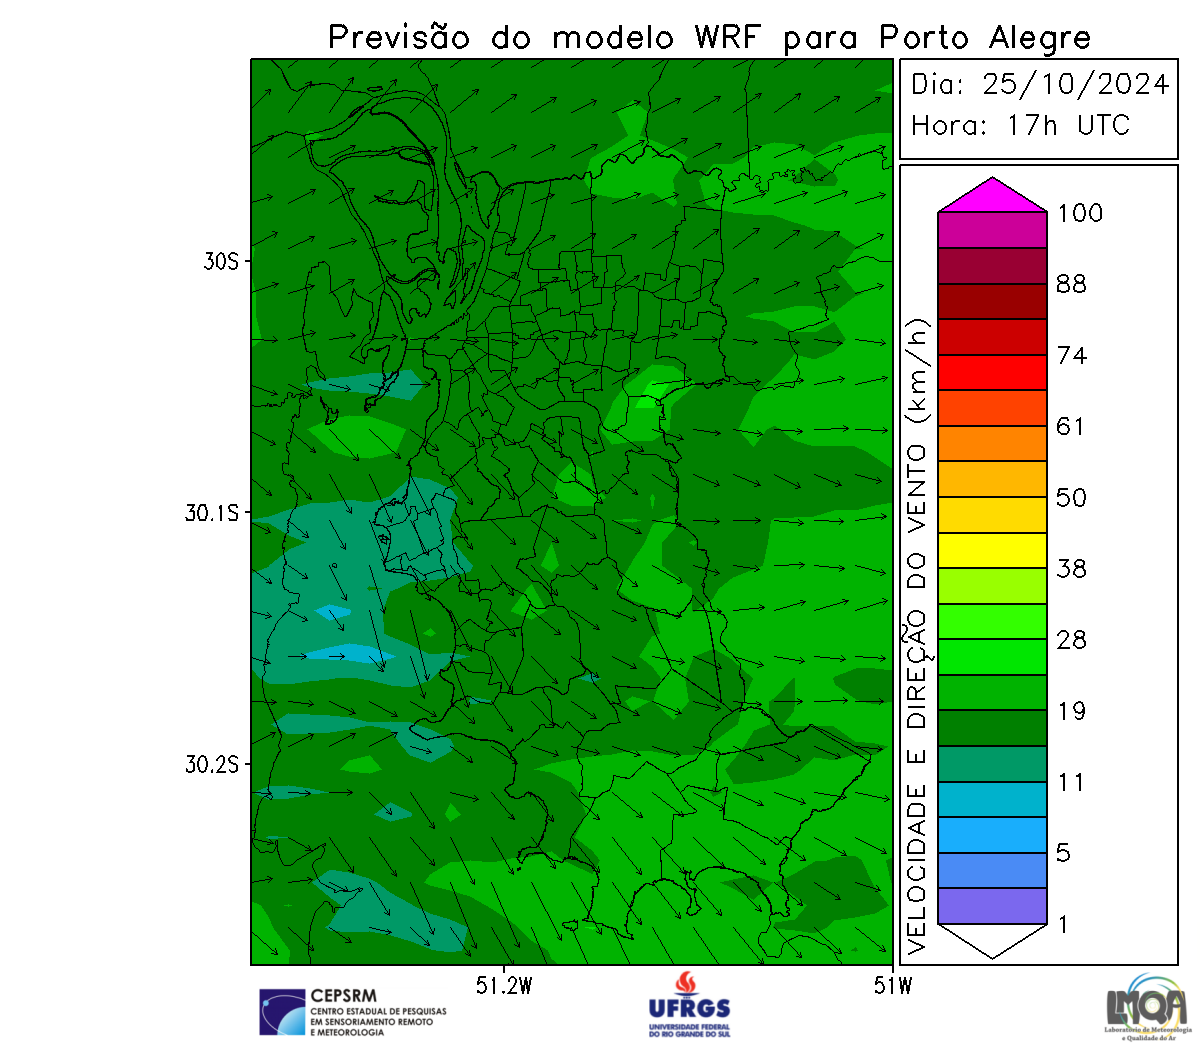 Previsão do modelo WRF para Porto Alegre
Dia: 25/10/2024
Hora: 17h UTC
30S
30.1S
30.2S
51.2W
51W
VELOCIDADE E DIREÇÃO DO VENTO (km/h)
100
88
74
61
50
38
28
19
11
5
1
CEPSRM
CENTRO ESTADUAL DE PESQUISAS
EM SENSORIAMENTO REMOTO
E METEOROLOGIA
UFRGS
UNIVERSIDADE FEDERAL
DO RIO GRANDE DO SUL
LMQA
Laboratório de Meteorologia
e Qualidade do Ar